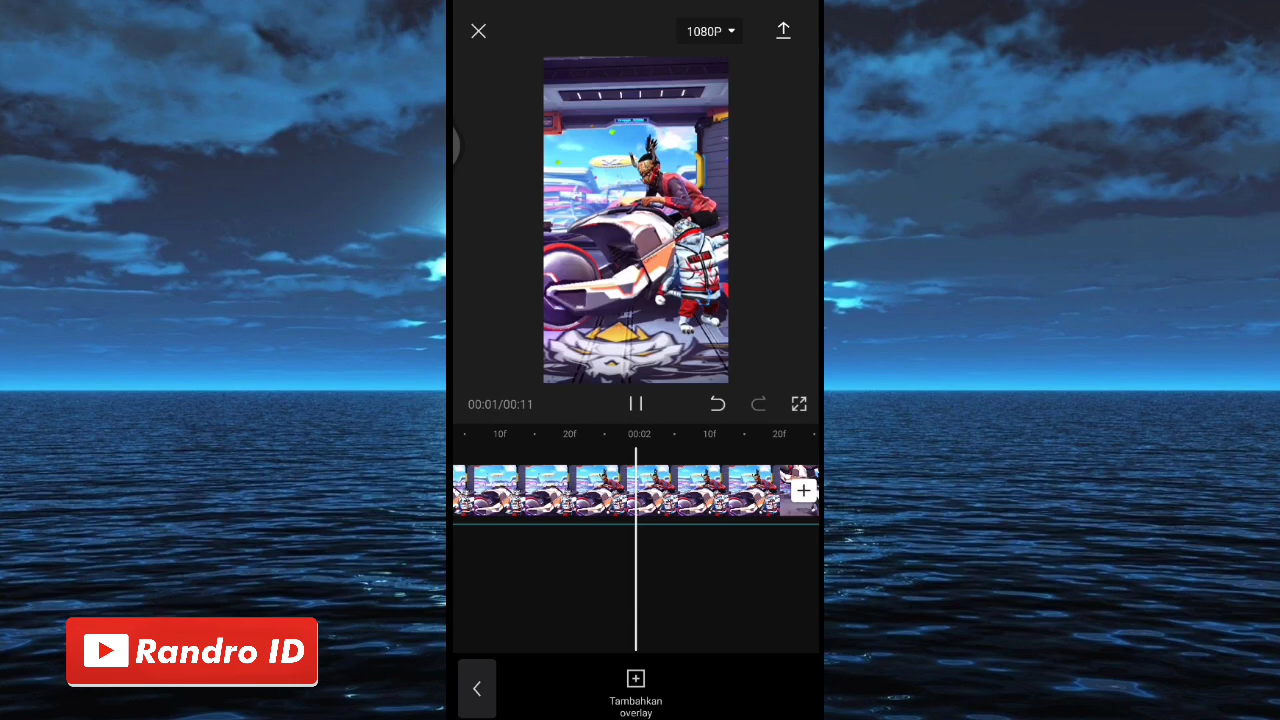 1080P
00:01/00:11
10f
20f
00:02
10f
20f
Randro ID
Tambahkan
overlay